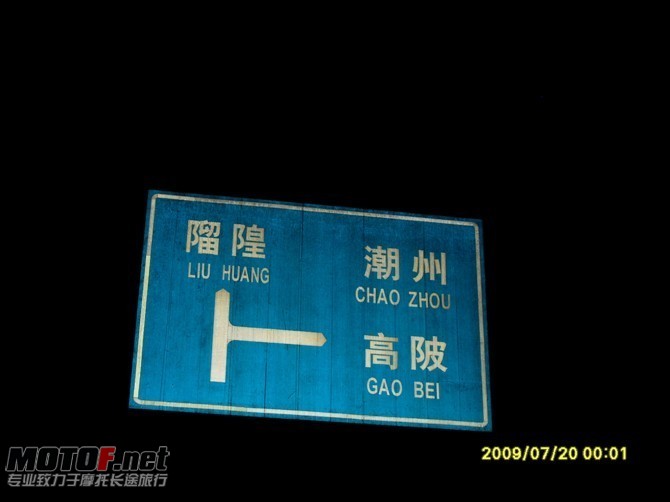 㙧隍
LIU HUANG
潮州
CHAO ZHOU
高陂
GAO BEI
MOTOF.net
专业致力于摩托长途旅行
2009/07/20 00:01